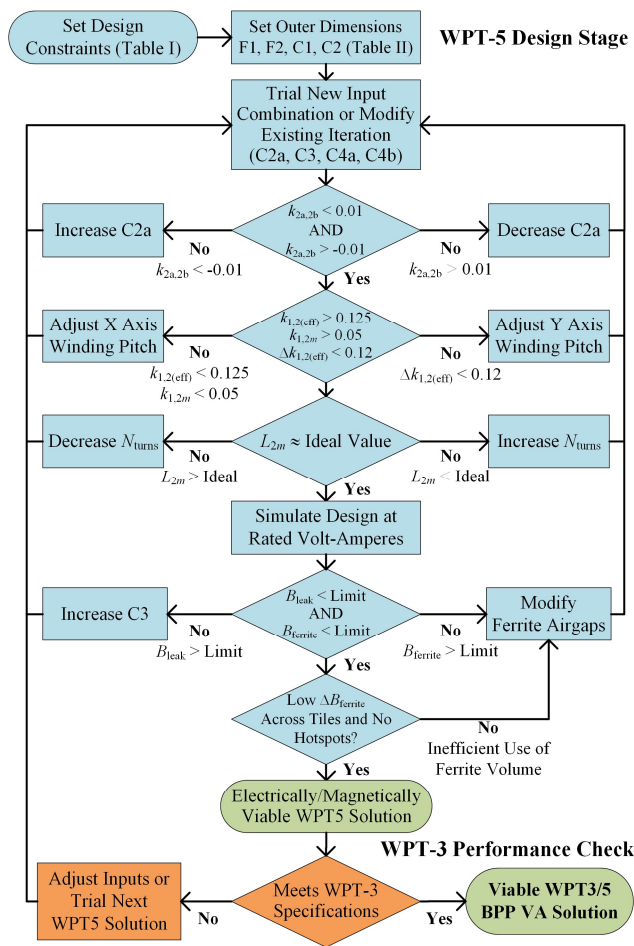 Set Design
Constraints (Table I)
Set Outer Dimensions
F1, F2, C1, C2 (Table II)
WPT-5 Design Stage
Trial New Input
Combination or Modify
Existing Iteration
(C2a, C3, C4a, C4b)
Increase C2a
k2a,2b < 0.01
AND
k2a,2b > -0.01
Decrease C2a
No
k2a,2b < -0.01
No
k2a,2b > 0.01
Yes
Adjust X Axis
Winding Pitch
k1,2(eff) > 0.125
k1,2m > 0.05
Δk1,2(eff) < 0.12
Adjust Y Axis
Winding Pitch
No
k1,2(eff) < 0.125
k1,2m < 0.05
No
Δk1,2(eff) < 0.12
Decrease Nturns
L2m ≈ Ideal Value
Increase Nturns
No
L2m > Ideal
No
L2m < Ideal
Yes
Simulate Design at
Rated Volt-Amperes
Increase C3
Bleak < Limit
AND
Bferrite < Limit
Modify
Ferrite Airgaps
No
Bleak > Limit
No
Bferrite > Limit
Yes
Low ΔBferrite
Across Tiles and No
Hotspots?
No
Inefficient Use of
Ferrite Volume
Yes
Electrically/Magnetically
Viable WPT5 Solution
WPT-3 Performance Check
Adjust Inputs or
Trial Next
WPT5 Solution
No
Meets WPT-3
Specifications
Yes
Viable WPT3/5
BPP VA Solution